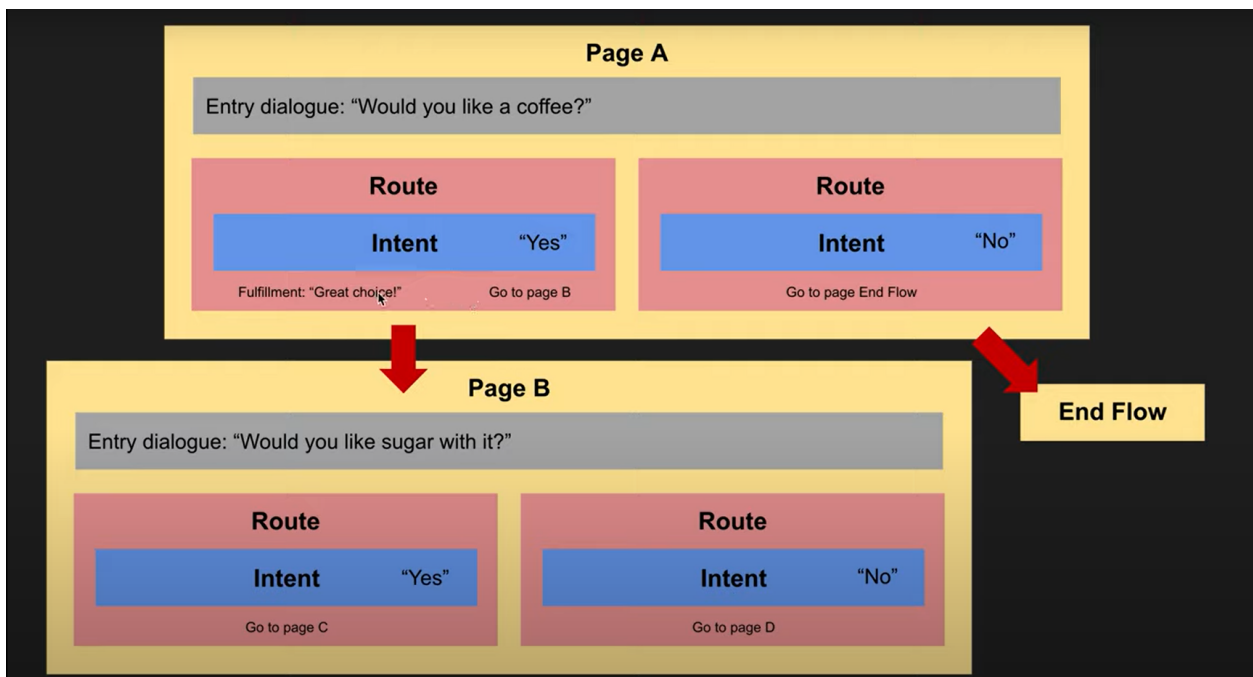 Page A
Entry dialogue: “Would you like a coffee?”
Route
Intent “Yes”
Fulfillment: “Great choice!” Go to page B
Route
Intent “No”
Go to page End Flow
Page B
Entry dialogue: “Would you like sugar with it?”
Route
Intent “Yes”
Go to page C
Route
Intent “No”
Go to page D
End Flow